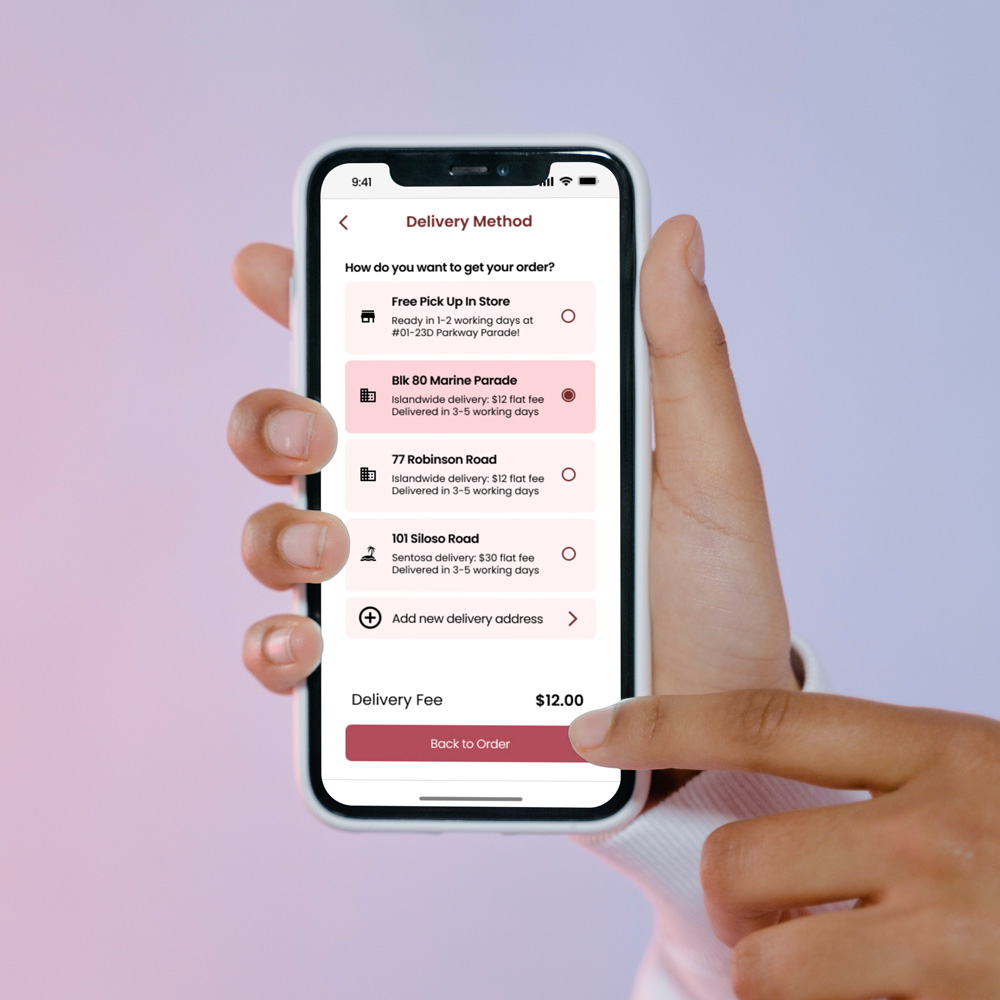 9:41
Delivery Method
How do you want to get your order?
Free Pick Up In Store
Ready in 1-2 working days at
#01-23D Parkway Parade!
Blk 80 Marine Parade
Islandwide delivery: $12 flat fee
Delivered in 3-5 working days
77 Robinson Road
Islandwide delivery: $12 flat fee
Delivered in 3-5 working days
101 Siloso Road
Sentosa delivery: $30 flat fee
Delivered in 3-5 working days
Add new delivery address
Delivery Fee $12.00
Back to Order